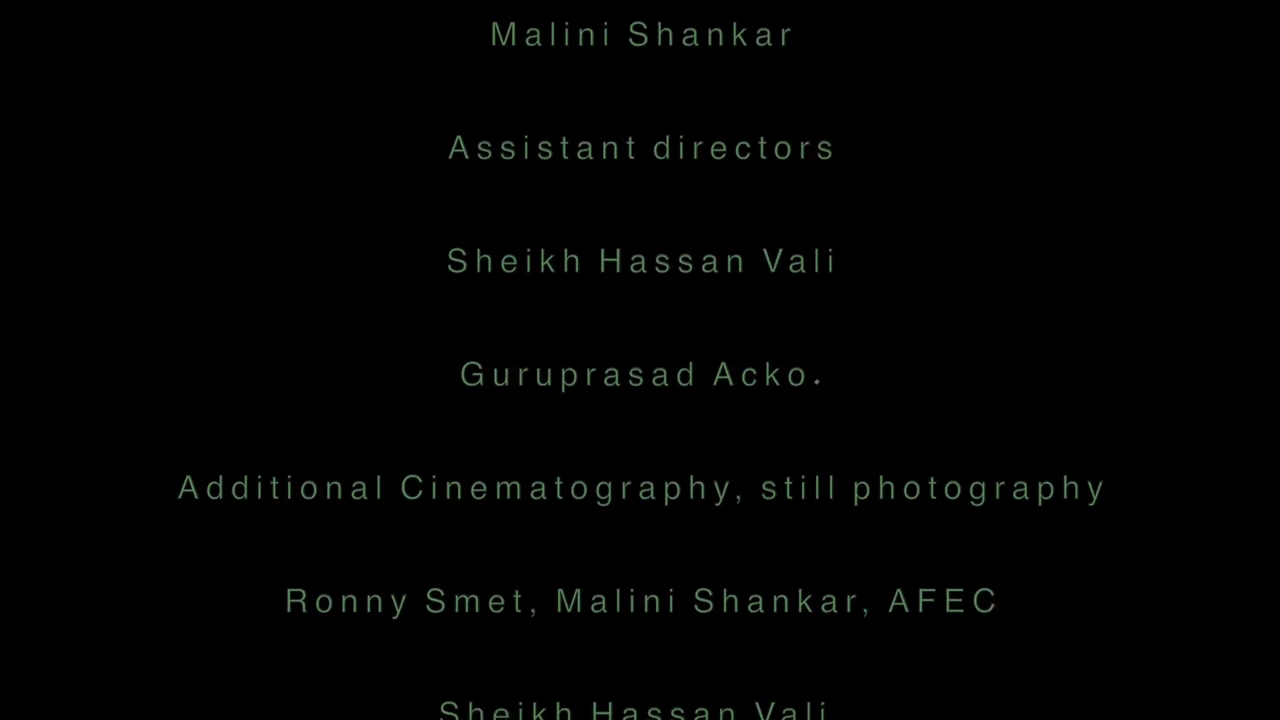 Malini Shankar
Assistant directors
Sheikh Hassan Vali
Guruprasad Acko.
Additional Cinematography, still photography
Ronny Smet, Malini Shankar, AFEC
Sheikh Hassan Vali